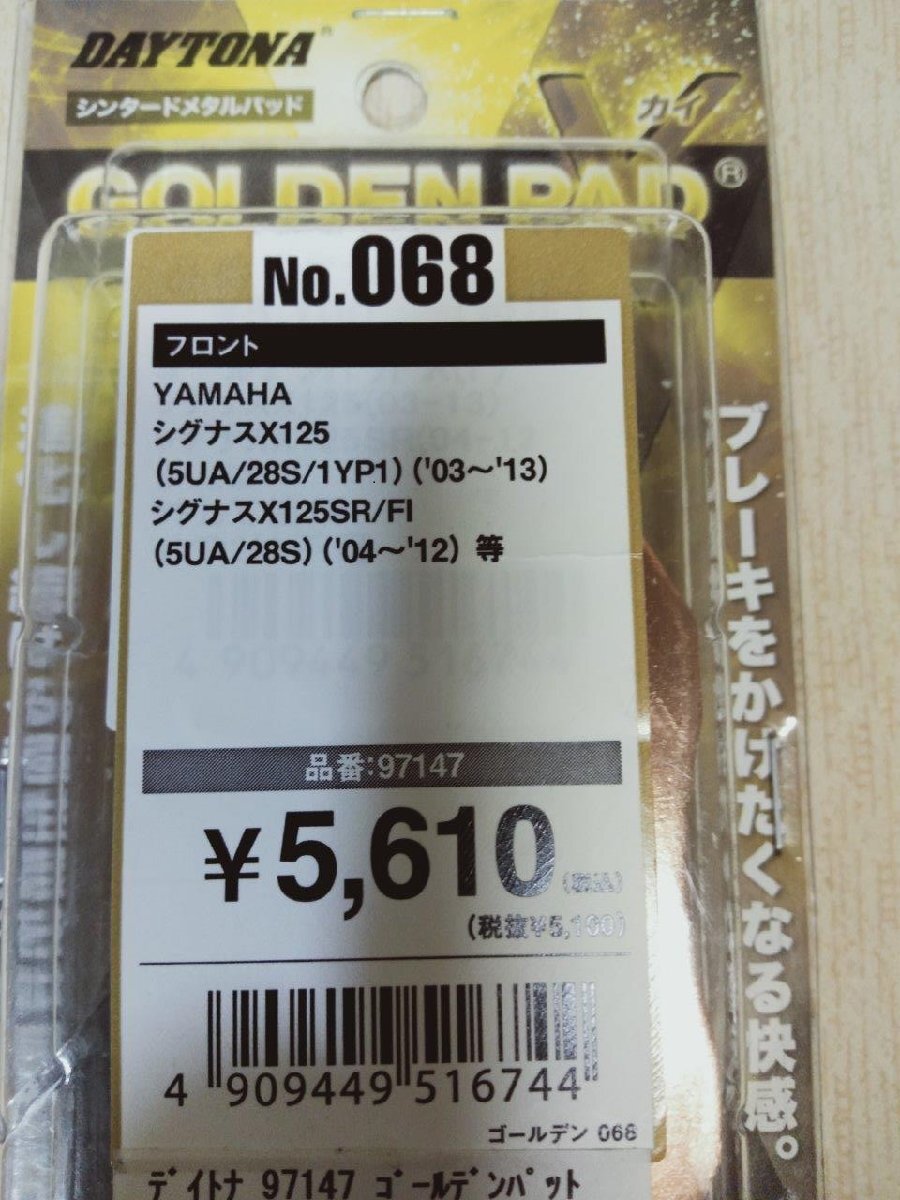 DAYTONA
シンタードメタルパッド
カイ
GOLDEN PAD®
No.068
フロント
YAMAHA
シグナスX125
(5UA/28S/1YP1) ('03～'13)
シグナスX125SR/FI
(5UA/28S) ('04～'12) 等
品番:97147
¥5,610(税込)
(税抜¥5,100)
4 909449 516744
ゴールデン 068
ﾃﾞｲﾄﾅ 97147 ｺﾞｰﾙﾃﾞﾝﾊﾟｯﾄ
ブレーキをかけたくなる快感。